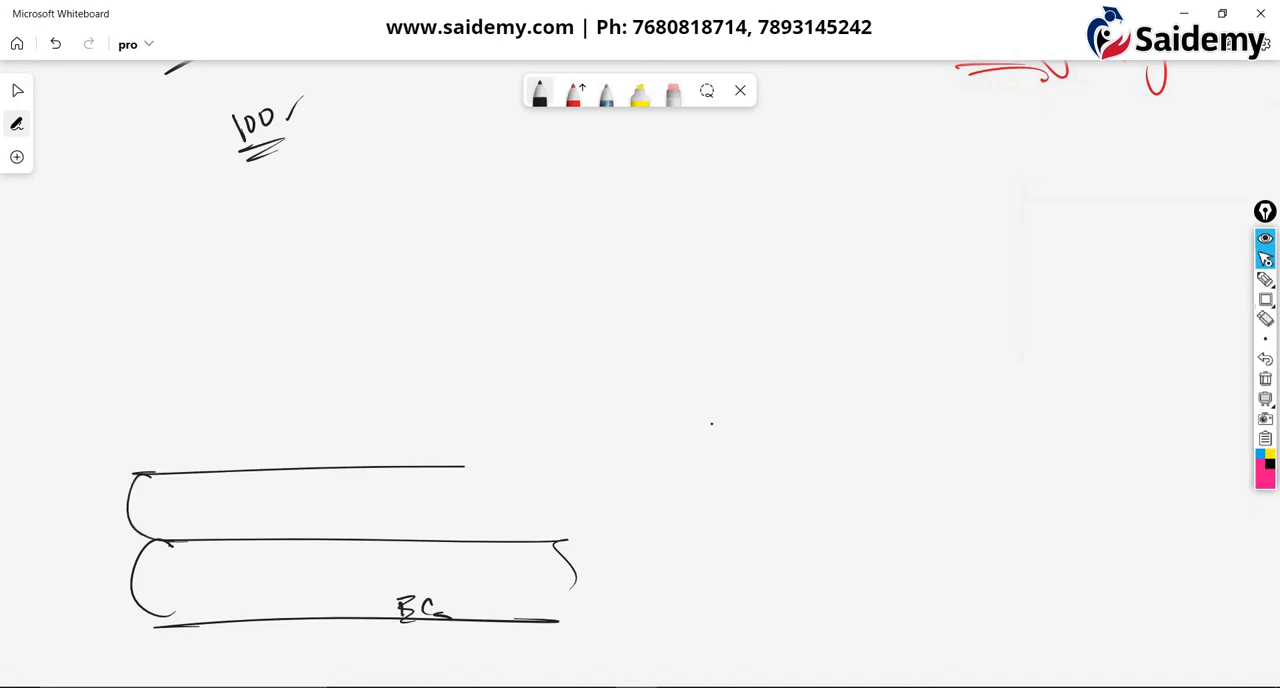 Microsoft Whiteboard
www.saidemy.com | Ph: 7680818714, 7893145242
Saidemy
pro
100 ✓
BC